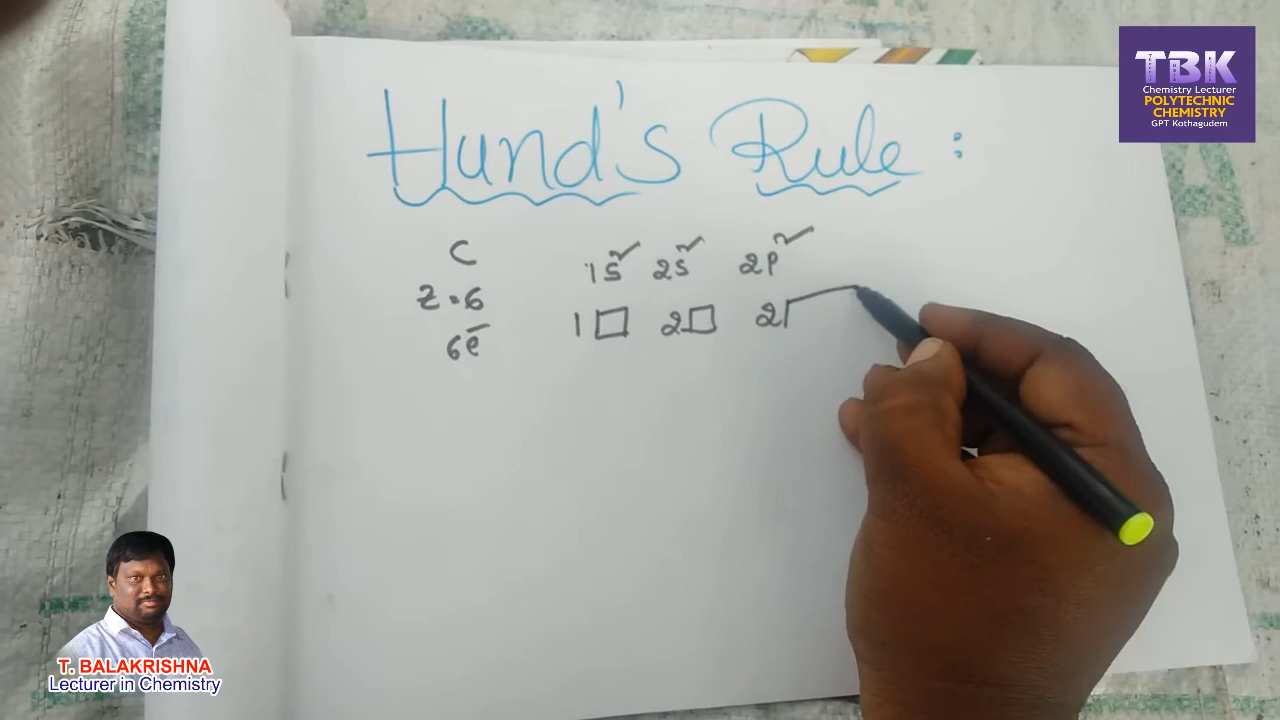 TBK
Chemistry Lecturer
POLYTECHNIC
CHEMISTRY
GPT Kothagudem
Hund's Rule :
C 1s 2s 2p
Z = 6 1 2 2
6e⁻
T. BALAKRISHNA
Lecturer in Chemistry